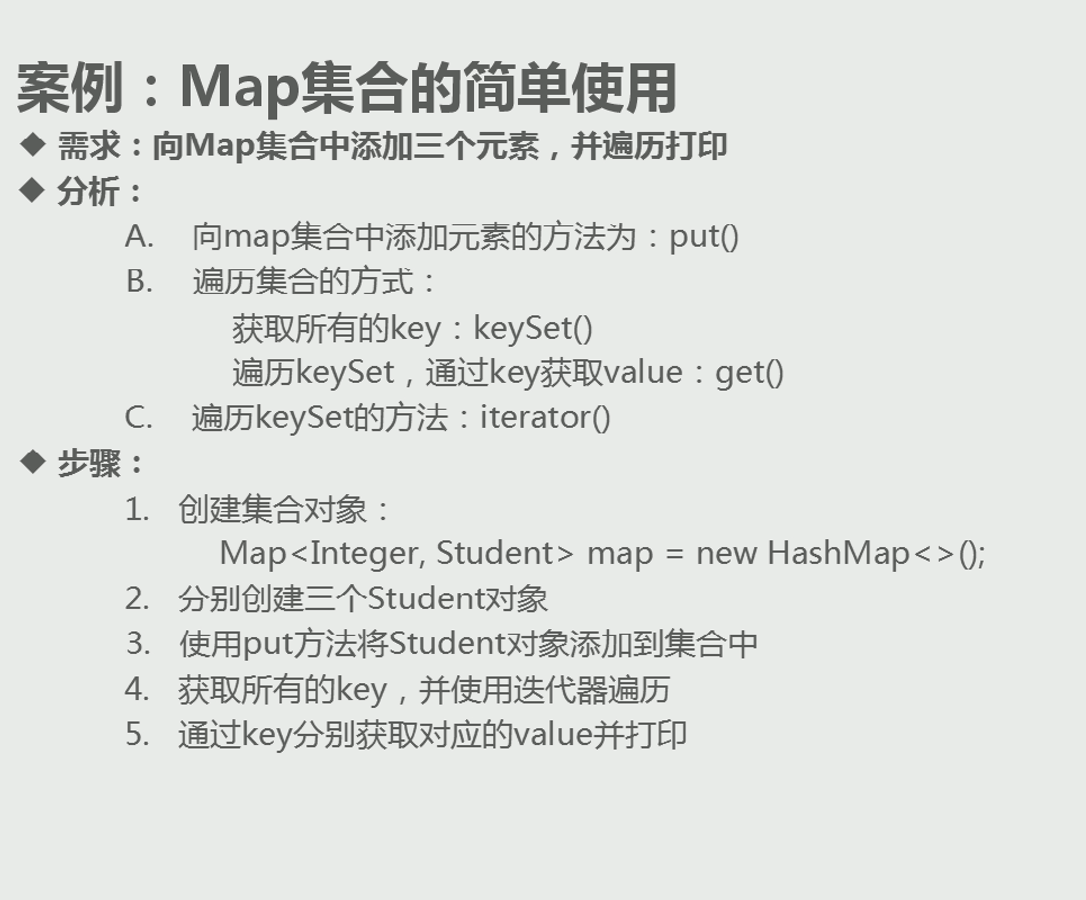 案例：Map集合的简单使用
◆ 需求：向Map集合中添加三个元素，并遍历打印
◆ 分析：
A. 向map集合中添加元素的方法为：put()
B. 遍历集合的方式：
获取所有的key：keySet()
遍历keySet，通过key获取value：get()
C. 遍历keySet的方法：iterator()
◆ 步骤：
1. 创建集合对象：
Map<Integer, Student> map = new HashMap<>();
2. 分别创建三个Student对象
3. 使用put方法将Student对象添加到集合中
4. 获取所有的key，并使用迭代器遍历
5. 通过key分别获取对应的value并打印